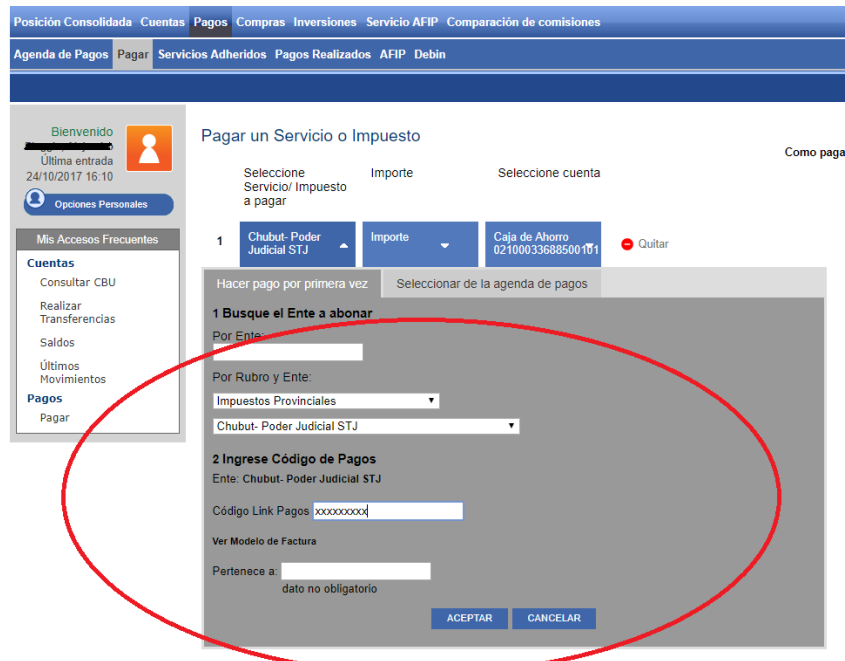 Posición Consolidada Cuentas Pagos Compras Inversiones Servicio AFIP Comparación de comisiones
Agenda de Pagos Pagar Servicios Adheridos Pagos Realizados AFIP Debin
Bienvenido
Última entrada
24/10/2017 16:10
Opciones Personales
Mis Accesos Frecuentes
Cuentas
Consultar CBU
Realizar
Transferencias
Saldos
Últimos
Movimientos
Pagos
Pagar
Pagar un Servicio o Impuesto
Como paga
Seleccione
Servicio/ Impuesto
a pagar
Importe
Seleccione cuenta
1
Chubut- Poder
Judicial STJ
Importe
Caja de Ahorro
Quitar
Hacer pago por primera vez
Seleccionar de la agenda de pagos
1 Busque el Ente a abonar
Por Ente:
Por Rubro y Ente:
Impuestos Provinciales
Chubut- Poder Judicial STJ
2 Ingrese Código de Pagos
Ente: Chubut- Poder Judicial STJ
Código Link Pagos xxxxxxxxx
Ver Modelo de Factura
Pertenece a:
dato no obligatorio
ACEPTAR CANCELAR